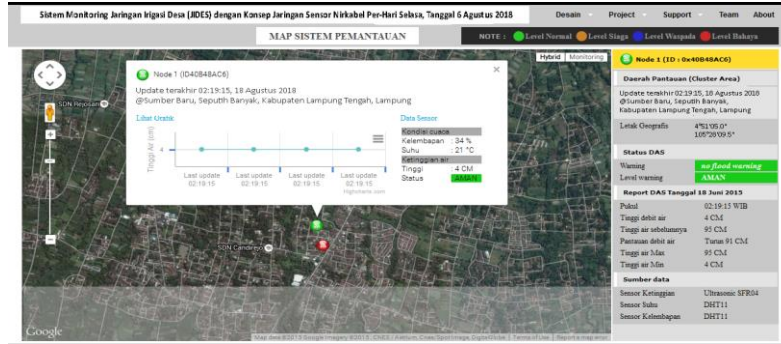 Sistem Monitoring Jaringan Irigasi Desa (JIDES) dengan Konsep Jaringan Sensor Nirkabel Per-Hari Selasa, Tanggal 6 Agustus 2018
Desain Project Support Team About
MAP SISTEM PEMANTAUAN
NOTE : Level Normal Level Siaga Level Waspada Level Bahaya
Hybrid Monitoring
SDN Rejosari
Node 1 (ID40B48AC6)
Update terakhir 02:19:15, 18 Agustus 2018
@Sumber Baru, Seputih Banyak, Kabupaten Lampung Tengah, Lampung
Lihat Grafik
Tinggi Air (cm)
4
Last update 02:19:15
Last update 02:19:15
Last update 02:19:15
Last update 02:19:15
Highcharts.com
Data Sensor
Kondisi cuaca
Kelembapan : 34 %
Suhu : 21 °C
Ketinggian air
Tinggi : 4 CM
Status : AMAN
Google
Node 1 (ID : 0x40B48AC6)
Daerah Pantauan (Cluster Area)
Update terakhir 02:19:15, 18 Agustus 2018
@Sumber Baru, Seputih Banyak,
Kabupaten Lampung Tengah, Lampung
Letak Geografis 4°51'05.0"
105°28'09.5"
Status DAS
Warning no flood warning
Level warning AMAN
Report DAS Tanggal 18 Juni 2015
Pukul 02:19:15 WIB
Tinggi debit air 4 CM
Tinggi air sebelumnya 95 CM
Pantauan debit air Turun 91 CM
Tinggi air Max 95 CM
Tinggi air Min 4 CM
Sumber data
Sensor Ketinggian Ultrasonic SFR04
Sensor Suhu DHT11
Sensor Kelembapan DHT11